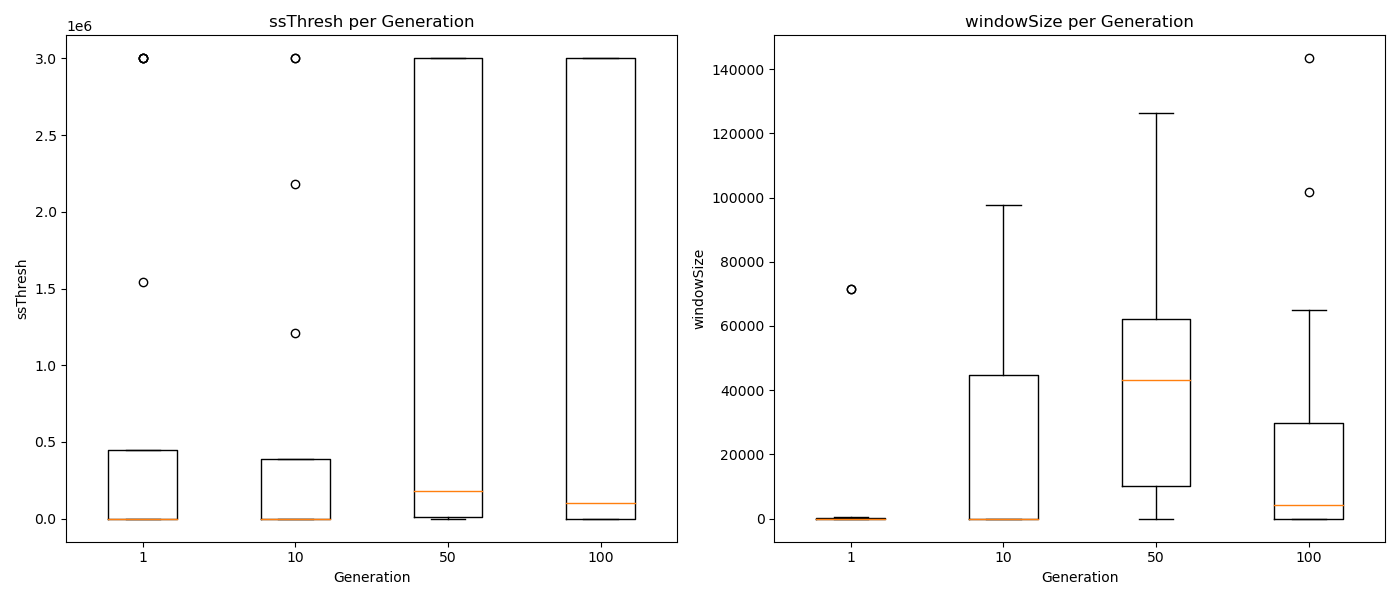 ssThresh per Generation
1e6
3.0
2.5
2.0
1.5
1.0
0.5
0.0
ssThresh
1 10 50 100
Generation
windowSize per Generation
140000
120000
100000
80000
60000
40000
20000
0
windowSize
1 10 50 100
Generation